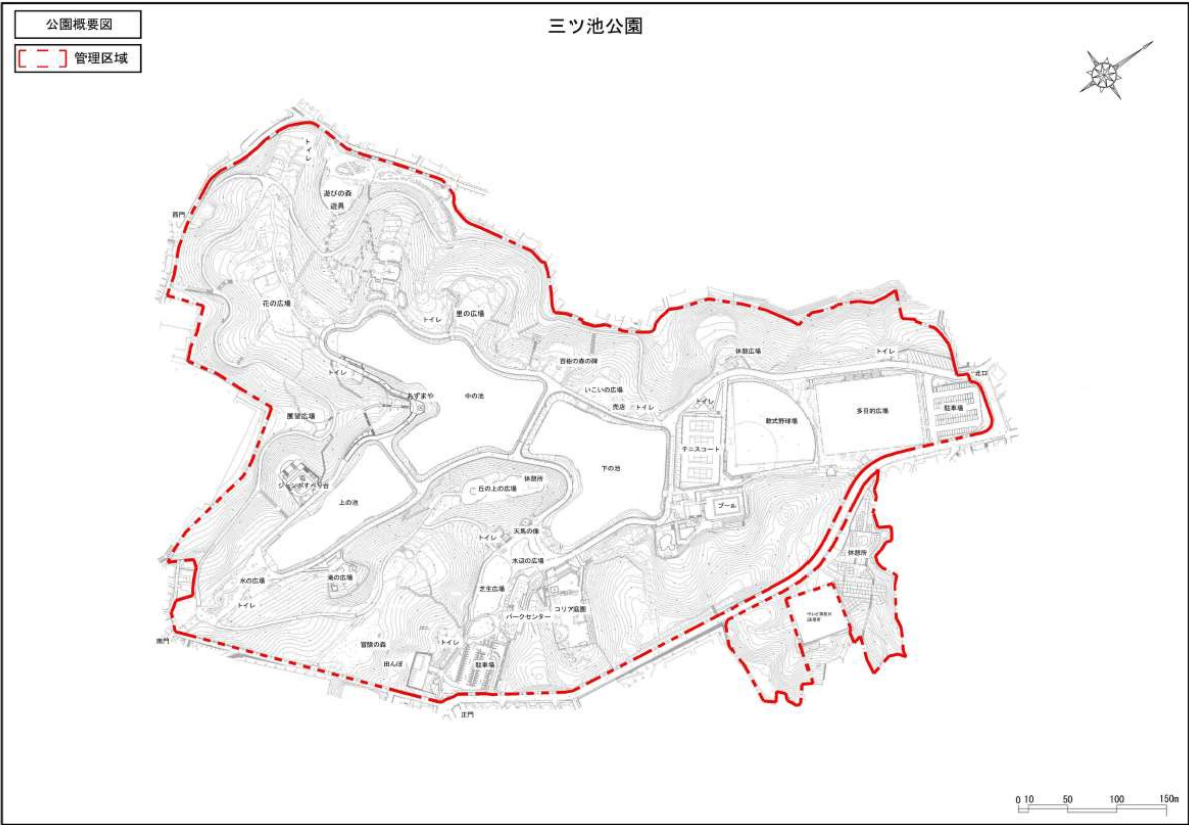 公園概要図
三ツ池公園
管理区域
トイレ
遊びの森
遊具
西門
花の広場
トイレ
里の広場
トイレ
あずまや
中の池
百樹の森の碑
いこいの広場
売店
トイレ
休憩広場
トイレ
トイレ
北口
駐車場
多目的広場
軟式野球場
テニスコート
展望広場
下の池
プール
ジャンボすべり台
上の池
丘の上の広場
休憩所
天馬の像
トイレ
水辺の広場
休憩所
水の広場
滝の広場
トイレ
芝生広場
コリア庭園
パークセンター
南門
冒険の森
トイレ
田んぼ
駐車場
正門
0 10 50 100 150m